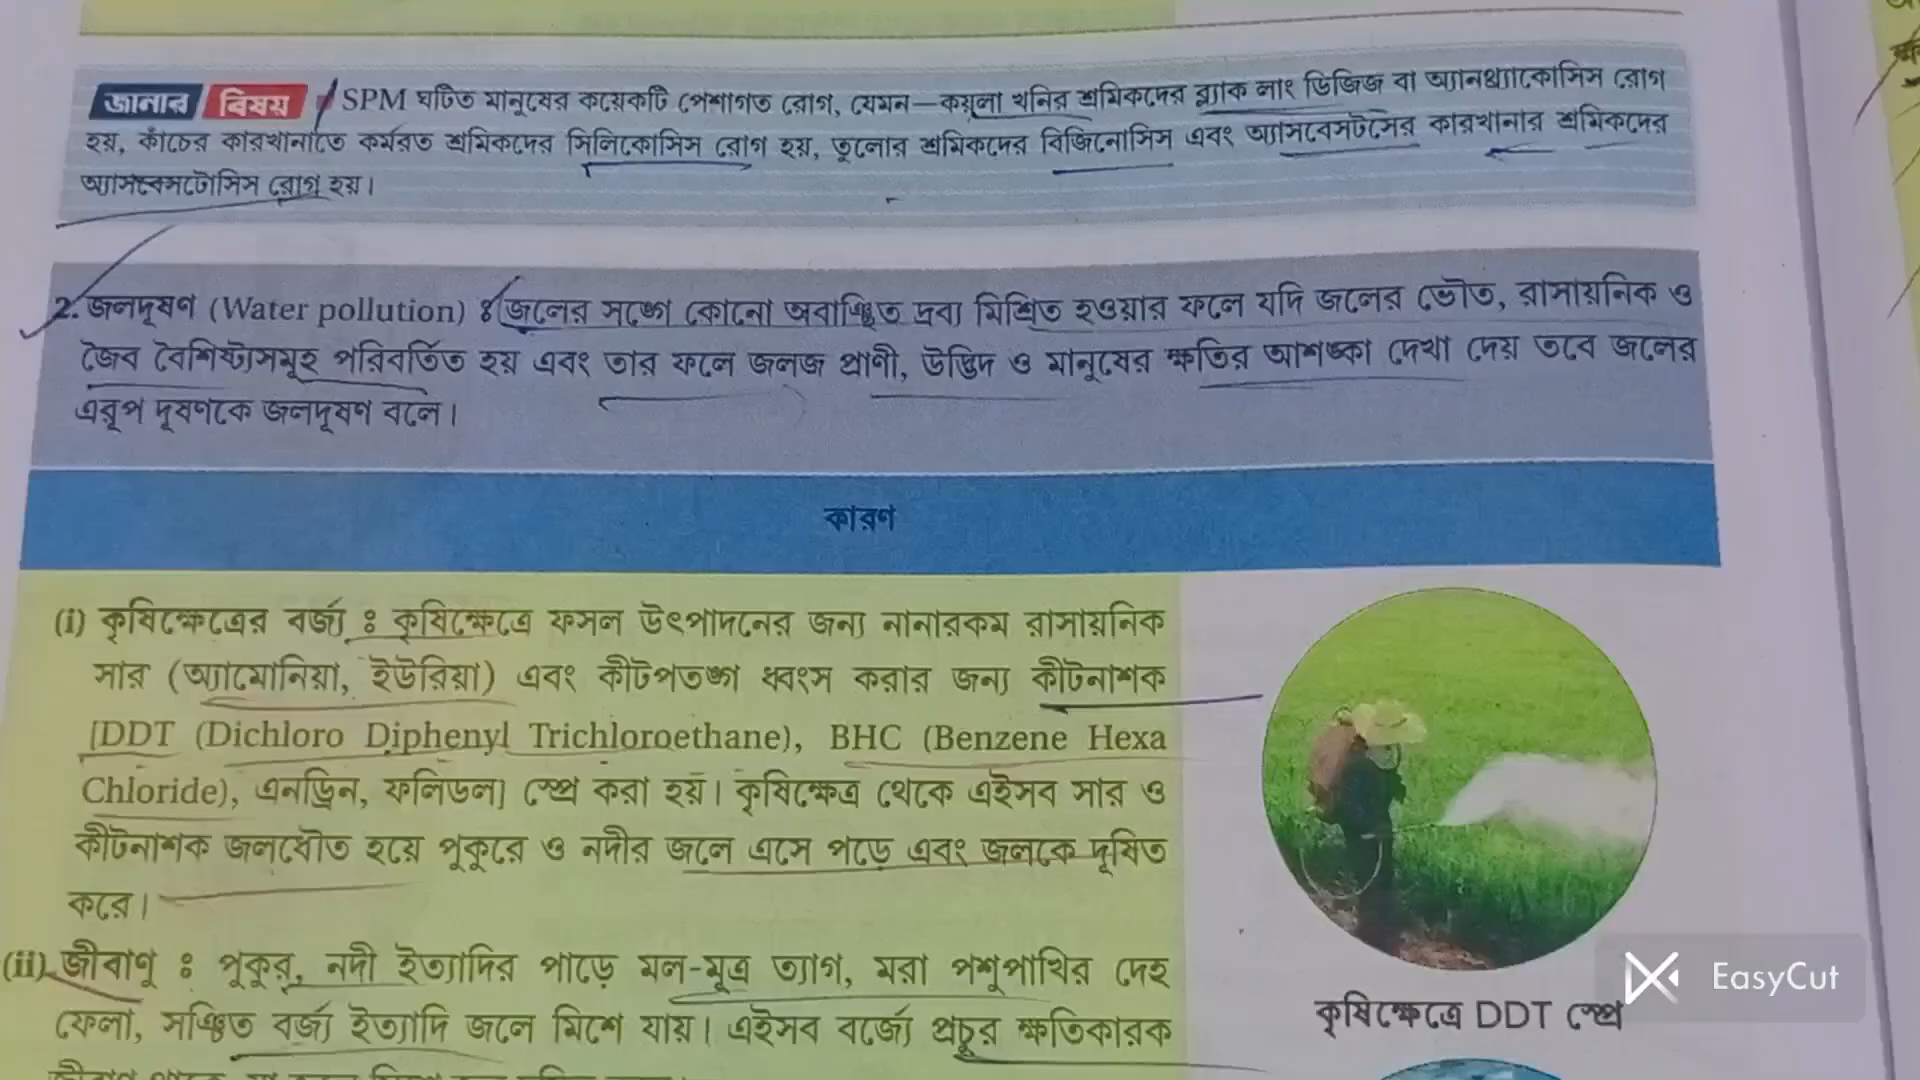 জানার বিষয় SPM ঘটিত মানুষের কয়েকটি পেশাগত রোগ, যেমন—কয়লা খনির শ্রমিকদের ব্ল্যাক লাং ডিজিজ বা অ্যানথ্রাকোসিস রোগ
হয়, কাঁচের কারখানাতে কর্মরত শ্রমিকদের সিলিকোসিস রোগ হয়, তুলোর শ্রমিকদের বিজিনোসিস এবং অ্যাসবেসটসের কারখানার শ্রমিকদের
অ্যাসবেসটোসিস রোগ হয়।
2. জলদূষণ (Water pollution) ঃ জলের সঙ্গে কোনো অবাঞ্ছিত দ্রব্য মিশ্রিত হওয়ার ফলে যদি জলের ভৌত, রাসায়নিক ও
জৈব বৈশিষ্ট্যসমূহ পরিবর্তিত হয় এবং তার ফলে জলজ প্রাণী, উদ্ভিদ ও মানুষের ক্ষতির আশঙ্কা দেখা দেয় তবে জলের
এরূপ দূষণকে জলদূষণ বলে।
কারণ
(i) কৃষিক্ষেত্রের বর্জ্য ঃ কৃষিক্ষেত্রে ফসল উৎপাদনের জন্য নানারকম রাসায়নিক
সার (অ্যামোনিয়া, ইউরিয়া) এবং কীটপতঙ্গ ধ্বংস করার জন্য কীটনাশক
[DDT (Dichloro Diphenyl Trichloroethane), BHC (Benzene Hexa
Chloride), এনড্রিন, ফলিডল] স্প্রে করা হয়। কৃষিক্ষেত্র থেকে এইসব সার ও
কীটনাশক জলধৌত হয়ে পুকুরে ও নদীর জলে এসে পড়ে এবং জলকে দূষিত
করে।
(ii) জীবাণু ঃ পুকুর, নদী ইত্যাদির পাড়ে মল-মূত্র ত্যাগ, মরা পশুপাখির দেহ
ফেলা, সঞ্চিত বর্জ্য ইত্যাদি জলে মিশে যায়। এইসব বর্জ্যে প্রচুর ক্ষতিকারক
কৃষিক্ষেত্রে DDT স্প্রে
EasyCut